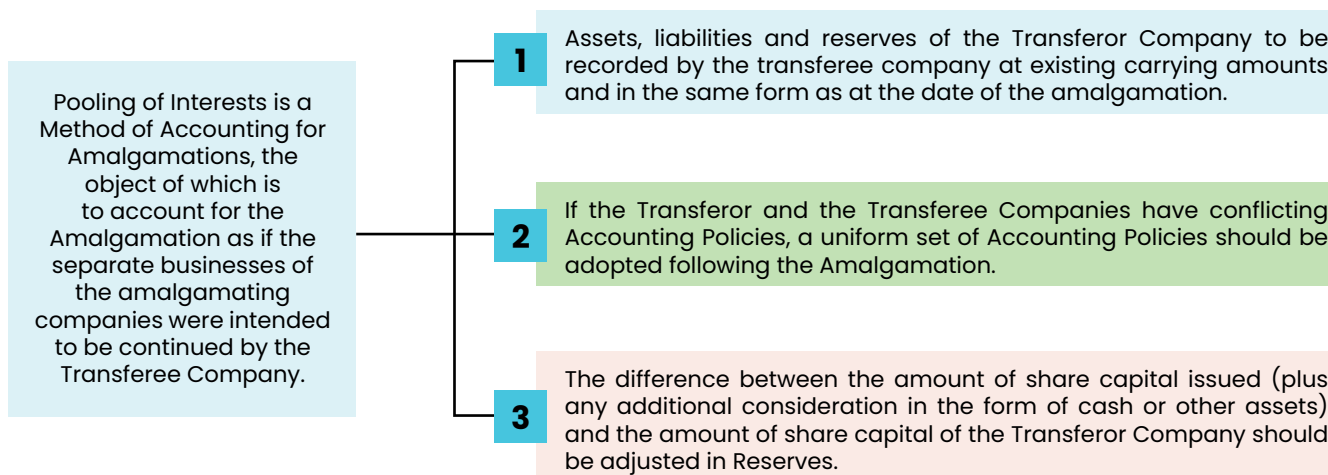 Pooling of Interests is a
Method of Accounting for
Amalgamations, the
object of which is
to account for the
Amalgamation as if the
separate businesses of
the amalgamating
companies were intended
to be continued by the
Transferee Company.
1
Assets, liabilities and reserves of the Transferor Company to be
recorded by the transferee company at existing carrying amounts
and in the same form as at the date of the amalgamation.
2
If the Transferor and the Transferee Companies have conflicting
Accounting Policies, a uniform set of Accounting Policies should be
adopted following the Amalgamation.
3
The difference between the amount of share capital issued (plus
any additional consideration in the form of cash or other assets)
and the amount of share capital of the Transferor Company should
be adjusted in Reserves.